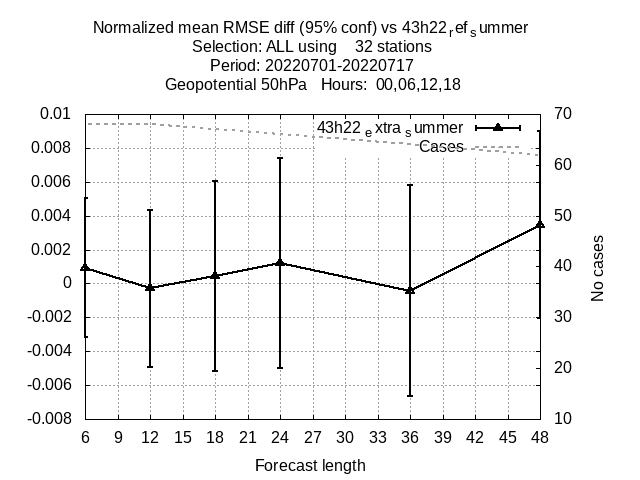 Normalized mean RMSE diff (95% conf) vs 43h22refsummer
Selection: ALL using 32 stations
Period: 20220701-20220717
Geopotential 50hPa Hours: 00,06,12,18
43h22extrasummer
Cases
0.01
0.008
0.006
0.004
0.002
0
-0.002
-0.004
-0.006
-0.008
70
60
50
40
30
20
10
No cases
6 9 12 15 18 21 24 27 30 33 36 39 42 45 48
Forecast length